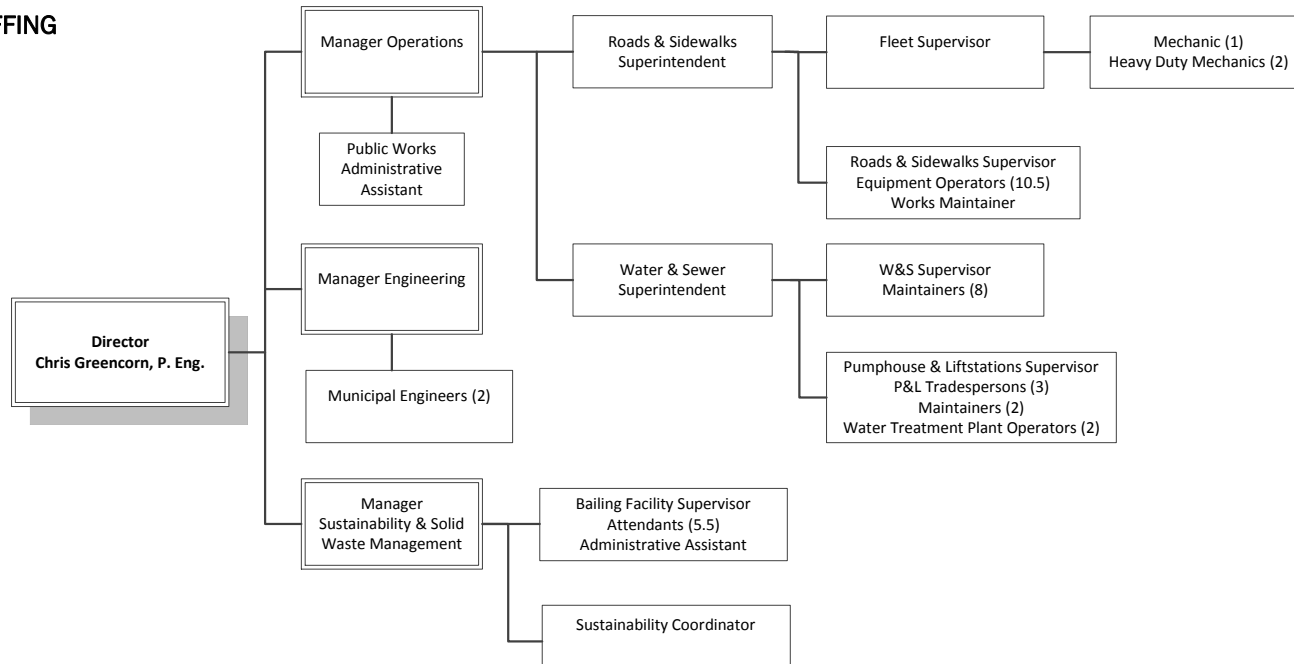 FFING
Manager Operations
Public Works
Administrative
Assistant
Roads & Sidewalks
Superintendent
Fleet Supervisor
Mechanic (1)
Heavy Duty Mechanics (2)
Roads & Sidewalks Supervisor
Equipment Operators (10.5)
Works Maintainer
Water & Sewer
Superintendent
W&S Supervisor
Maintainers (8)
Pumphouse & Liftstations Supervisor
P&L Tradespersons (3)
Maintainers (2)
Water Treatment Plant Operators (2)
Manager Engineering
Municipal Engineers (2)
Director
Chris Greencorn, P. Eng.
Manager
Sustainability & Solid
Waste Management
Bailing Facility Supervisor
Attendants (5.5)
Administrative Assistant
Sustainability Coordinator